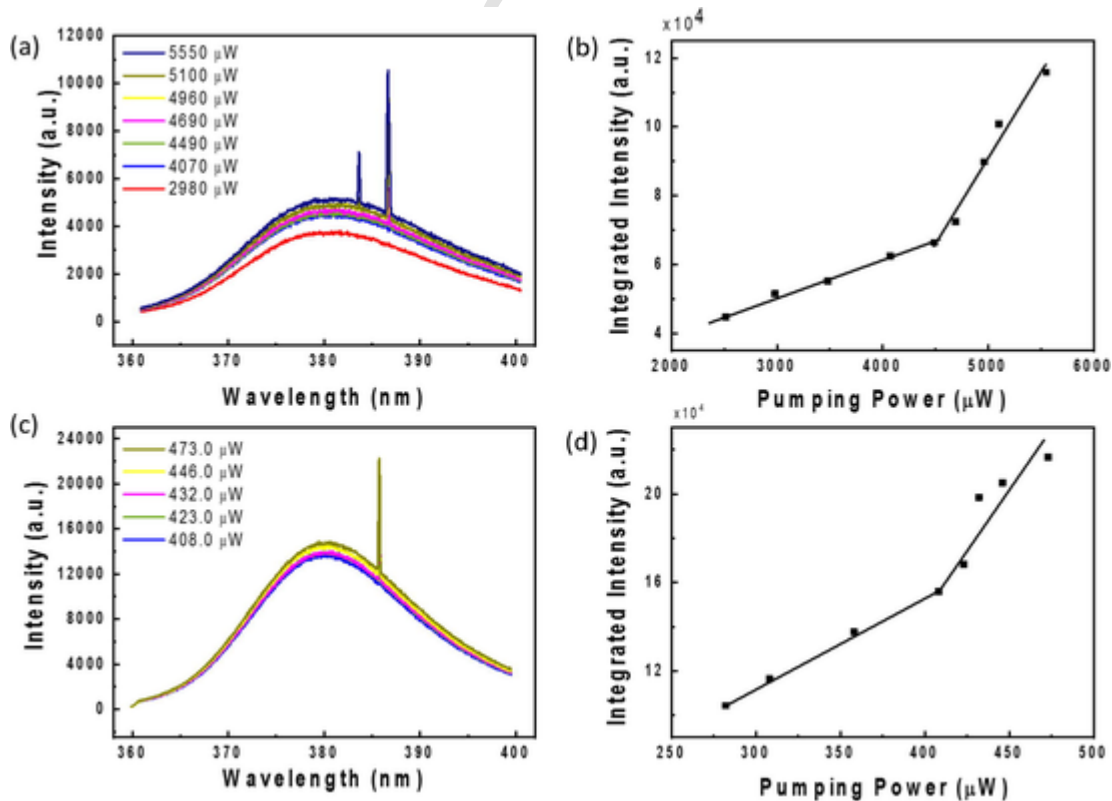 (a)
12000
10000
8000
6000
4000
2000
0
Intensity (a.u.)
5550 μW
5100 μW
4960 μW
4690 μW
4490 μW
4070 μW
2980 μW
360 370 380 390 400
Wavelength (nm)
(b)
×10⁴
12
10
8
6
4
Integrated Intensity (a.u.)
2000 3000 4000 5000 6000
Pumping Power (μW)
(c)
24000
20000
16000
12000
8000
4000
0
Intensity (a.u.)
473.0 μW
446.0 μW
432.0 μW
423.0 μW
408.0 μW
360 370 380 390 400
Wavelength (nm)
(d)
×10⁴
20
16
12
Integrated Intensity (a.u.)
250 300 350 400 450 500
Pumping Power (μW)